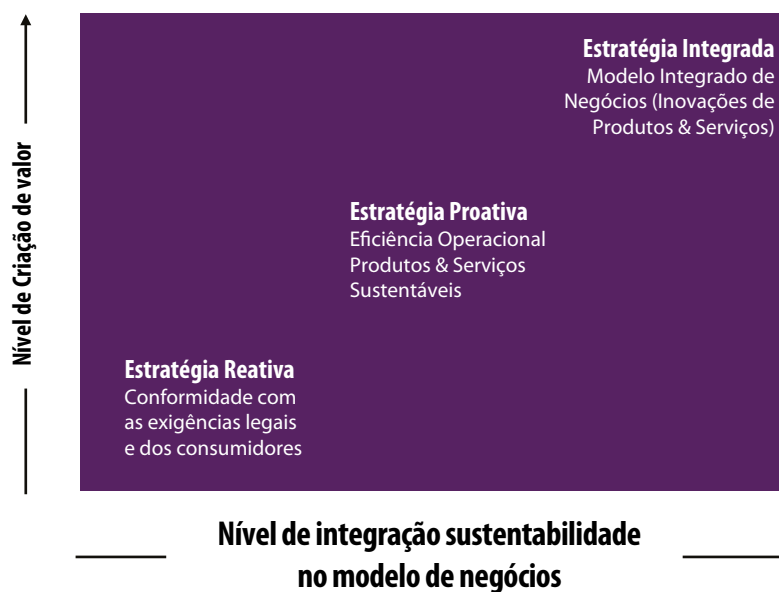 Nível de Criação de valor
Estratégia Integrada
Modelo Integrado de
Negócios (Inovações de
Produtos & Serviços)
Estratégia Proativa
Eficiência Operacional
Produtos & Serviços
Sustentáveis
Estratégia Reativa
Conformidade com
as exigências legais
e dos consumidores
Nível de integração sustentabilidade
no modelo de negócios